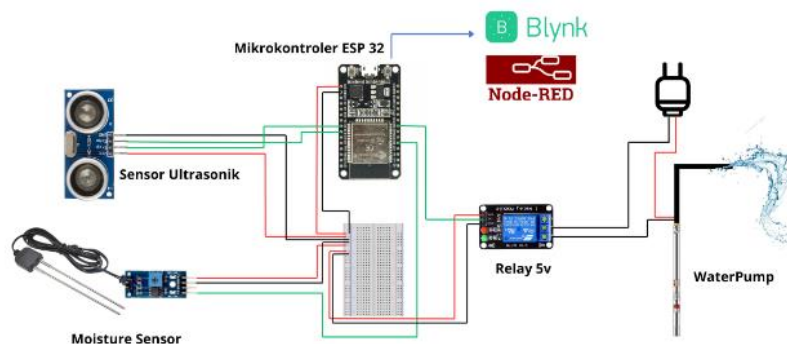 Mikrokontroler ESP 32
B
Blynk
Node-RED
Sensor Ultrasonik
Relay 5v
WaterPump
Moisture Sensor